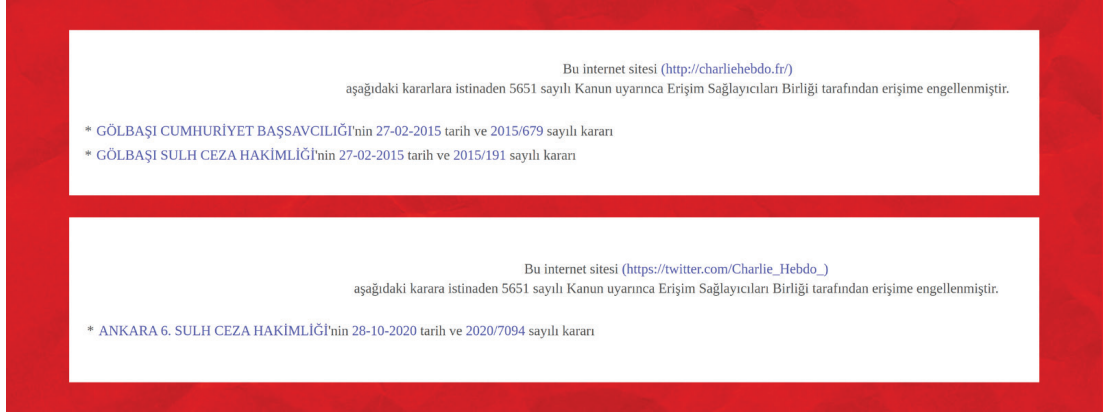 Bu internet sitesi (http://charliehebdo.fr/)
aşağıdaki kararlara istinaden 5651 sayılı Kanun uyarınca Erişim Sağlayıcıları Birliği tarafından erişime engellenmiştir.
* GÖLBAŞI CUMHURİYET BAŞSAVCILIĞI'nin 27-02-2015 tarih ve 2015/679 sayılı kararı
* GÖLBAŞI SULH CEZA HAKİMLİĞİ'nin 27-02-2015 tarih ve 2015/191 sayılı kararı
Bu internet sitesi (https://twitter.com/Charlie_Hebdo_)
aşağıdaki karara istinaden 5651 sayılı Kanun uyarınca Erişim Sağlayıcıları Birliği tarafından erişime engellenmiştir.
* ANKARA 6. SULH CEZA HAKİMLİĞİ'nin 28-10-2020 tarih ve 2020/7094 sayılı kararı